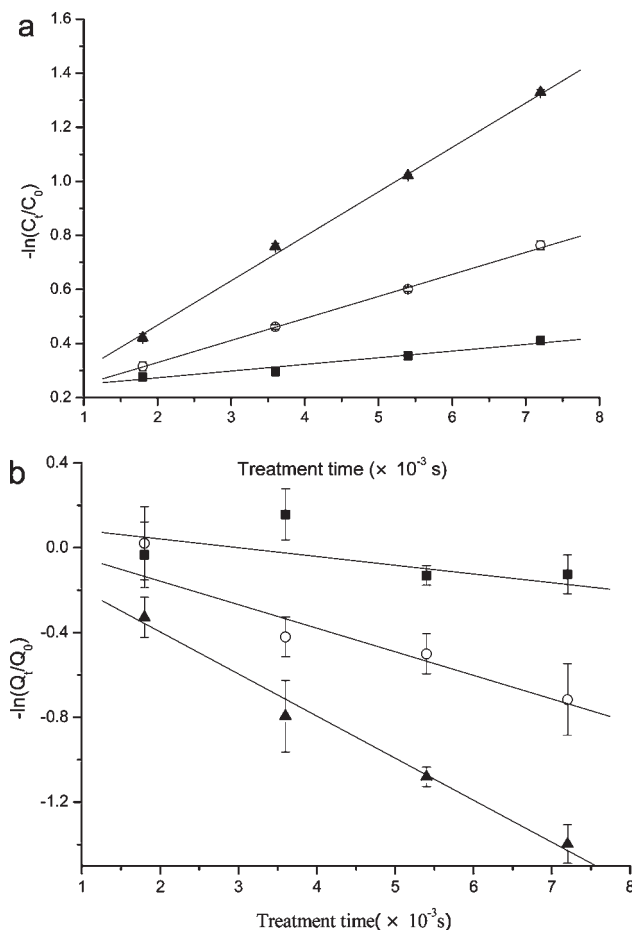 a
1.6
1.4
1.2
1.0
0.8
0.6
0.4
0.2
-ln(Ct/C0)
1 2 3 4 5 6 7 8
Treatment time (× 10⁻³ s)
b
0.4
0.0
-0.4
-0.8
-1.2
-ln(Qt/Q0)
1 2 3 4 5 6 7 8
Treatment time( × 10⁻³s)